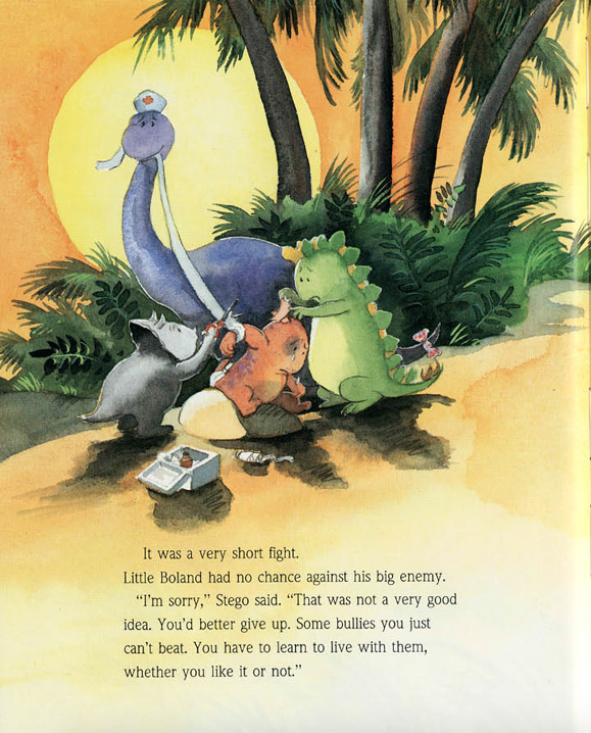 It was a very short fight.
Little Boland had no chance against his big enemy.
"I'm sorry," Stego said. "That was not a very good
idea. You'd better give up. Some bullies you just
can't beat. You have to learn to live with them,
whether you like it or not."